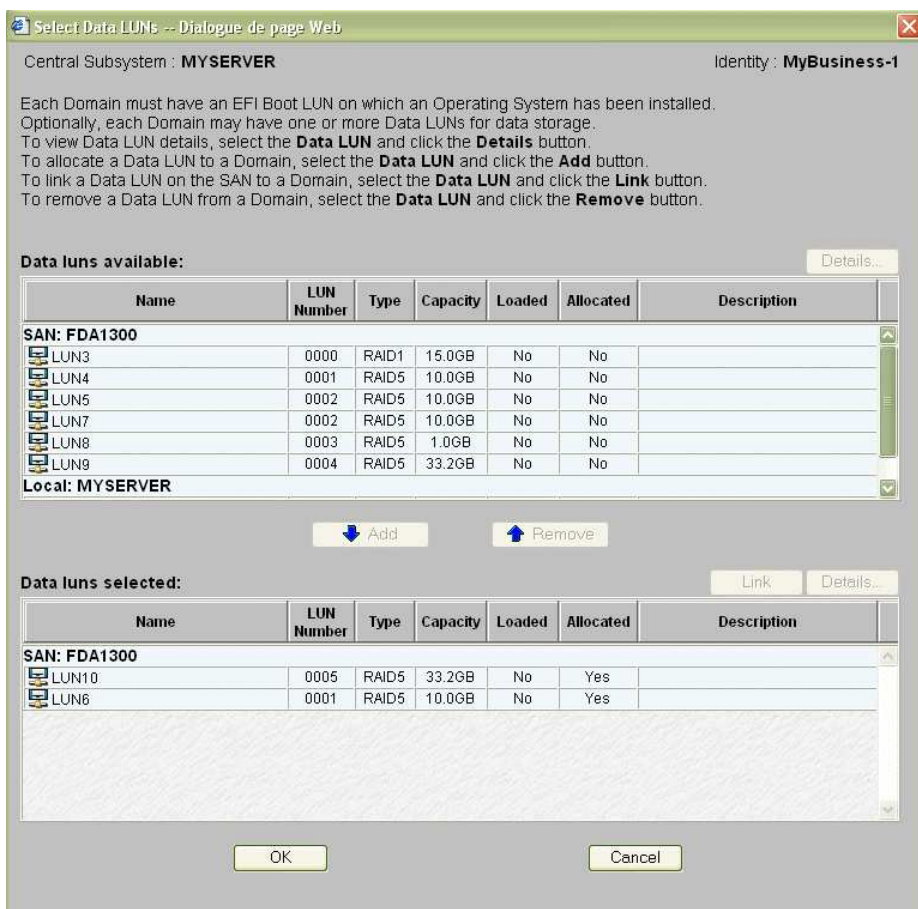 Select Data LUNs -- Dialogue de page Web
Central Subsystem : MYSERVER Identity : MyBusiness-1
Each Domain must have an EFI Boot LUN on which an Operating System has been installed.
Optionally, each Domain may have one or more Data LUNs for data storage.
To view Data LUN details, select the Data LUN and click the Details button.
To allocate a Data LUN to a Domain, select the Data LUN and click the Add button.
To link a Data LUN on the SAN to a Domain, select the Data LUN and click the Link button.
To remove a Data LUN from a Domain, select the Data LUN and click the Remove button.
Data luns available: Details...
Name LUN Number Type Capacity Loaded Allocated Description
SAN: FDA1300
LUN3 0000 RAID1 15.0GB No No
LUN4 0001 RAID5 10.0GB No No
LUN5 0002 RAID5 10.0GB No No
LUN7 0002 RAID5 10.0GB No No
LUN8 0003 RAID5 1.0GB No No
LUN9 0004 RAID5 33.2GB No No
Local: MYSERVER
Add Remove
Data luns selected: Link Details...
Name LUN Number Type Capacity Loaded Allocated Description
SAN: FDA1300
LUN10 0005 RAID5 33.2GB No Yes
LUN6 0001 RAID5 10.0GB No Yes
OK Cancel